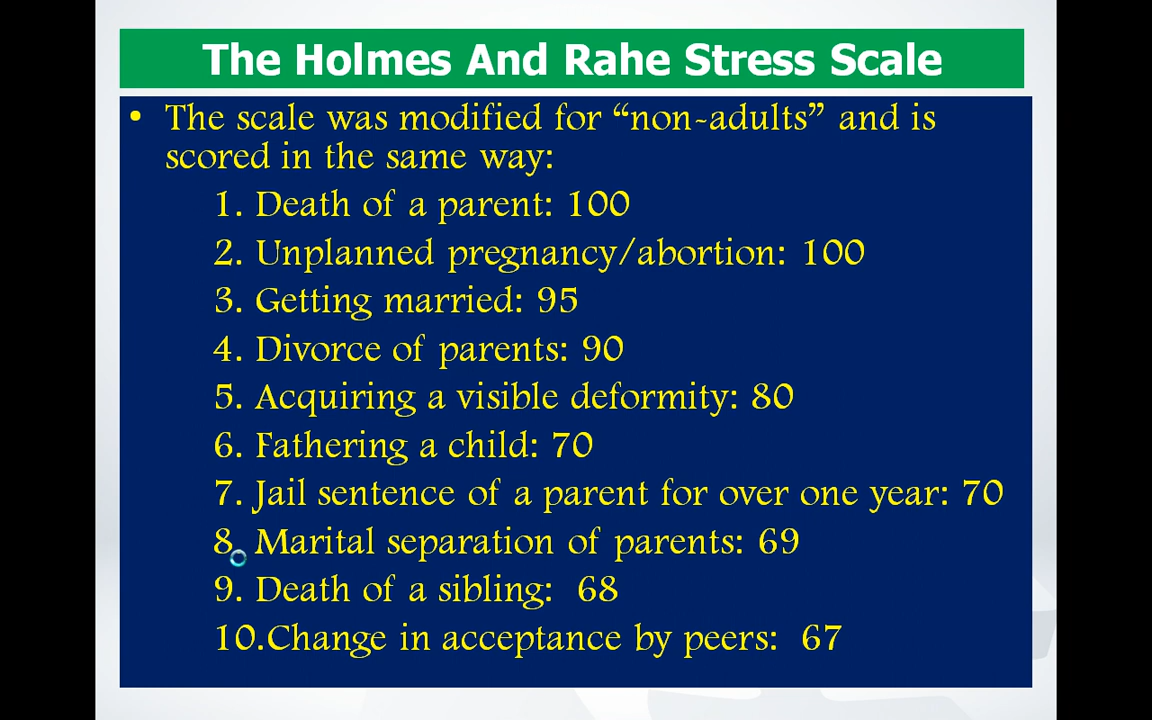 The Holmes And Rahe Stress Scale
• The scale was modified for “non-adults” and is
scored in the same way:
1. Death of a parent: 100
2. Unplanned pregnancy/abortion: 100
3. Getting married: 95
4. Divorce of parents: 90
5. Acquiring a visible deformity: 80
6. Fathering a child: 70
7. Jail sentence of a parent for over one year: 70
8. Marital separation of parents: 69
9. Death of a sibling:  68
10.Change in acceptance by peers:  67